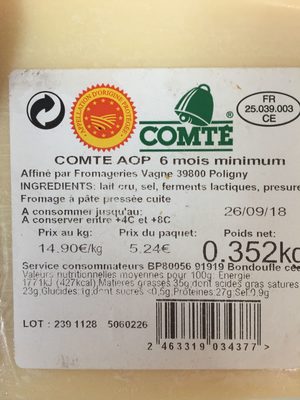 APPELLATION D'ORIGINE PROTÉGÉE
COMTÉ
FR
25.039.003
CE
COMTE AOP 6 mois minimum
Affiné par Fromageries Vagne 39800 Poligny
INGREDIENTS: lait cru, sel, ferments lactiques, presure
Fromage à pâte pressée cuite
A consommer jusqu'au: 26/09/18
A conserver entre +4C et +8C
Prix au kg: Prix du paquet: Poids net:
14.90€/kg 5.24€ 0.352kg
Service consommateurs BP80056 91919 Bondoufle ce
Valeurs nutritionnelles moyennes pour 100g: Energie
1771kJ (427kcal).Matieres grasses 35g dont acides gras satures
23g.Glucides:1g.dont sucres <0,5g.Proteines:27g.Sel:0.9g
LOT : 239 1128 5060226
2 463319 034377 >